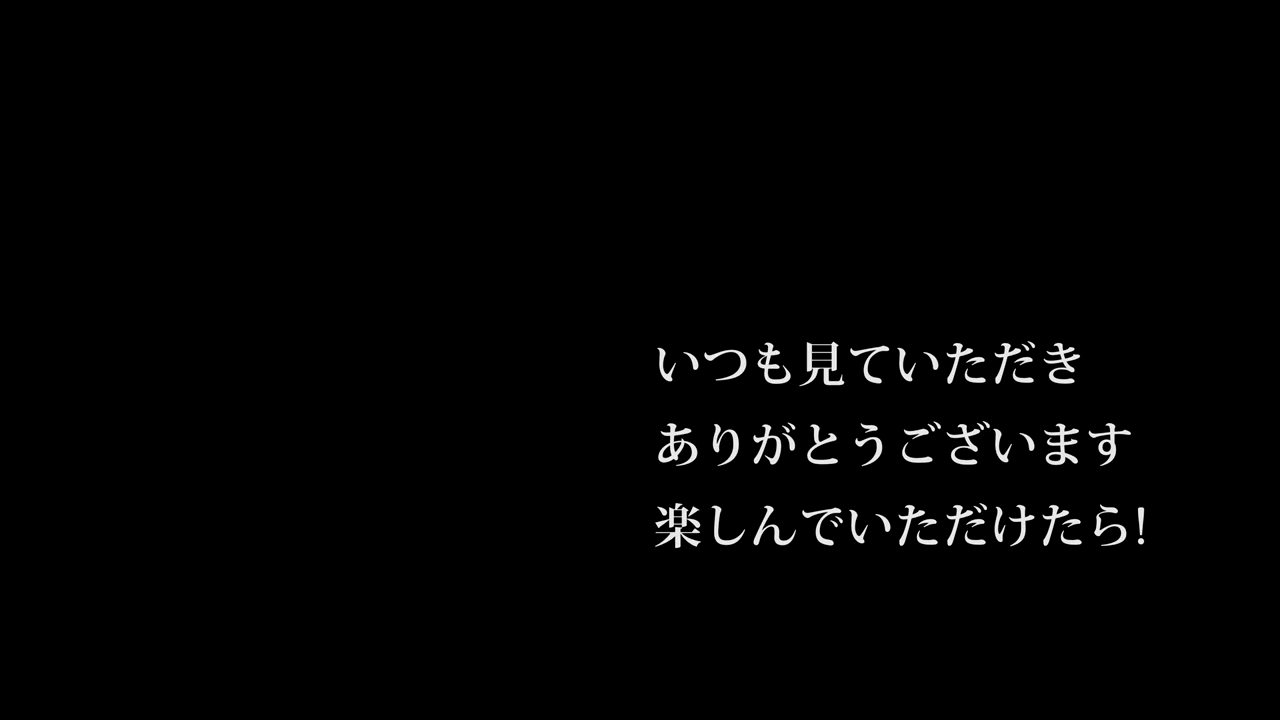 いつも見ていただき
ありがとうございます
楽しんでいただけたら!